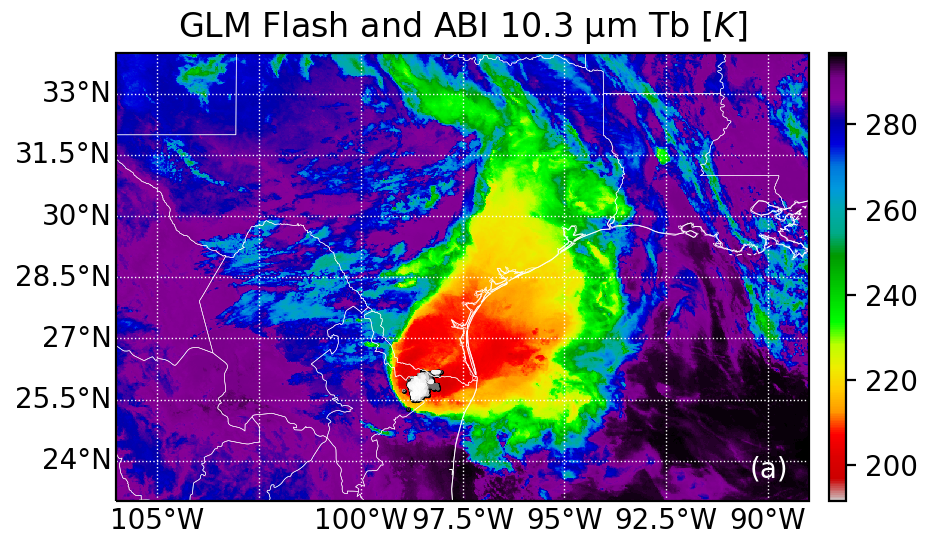 GLM Flash and ABI 10.3 µm Tb [K]
33°N
31.5°N
30°N
28.5°N
27°N
25.5°N
24°N
105°W 100°W 97.5°W 95°W 92.5°W 90°W
280
260
240
220
200
(a)